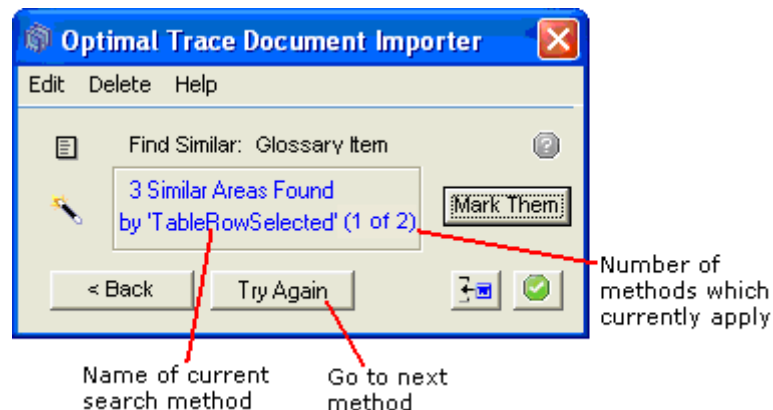 Optimal Trace Document Importer
Edit Delete Help
Find Similar: Glossary Item
3 Similar Areas Found
by 'TableRowSelected' (1 of 2)
Mark Them
< Back
Try Again
Number of
methods which
currently apply
Name of current
search method
Go to next
method